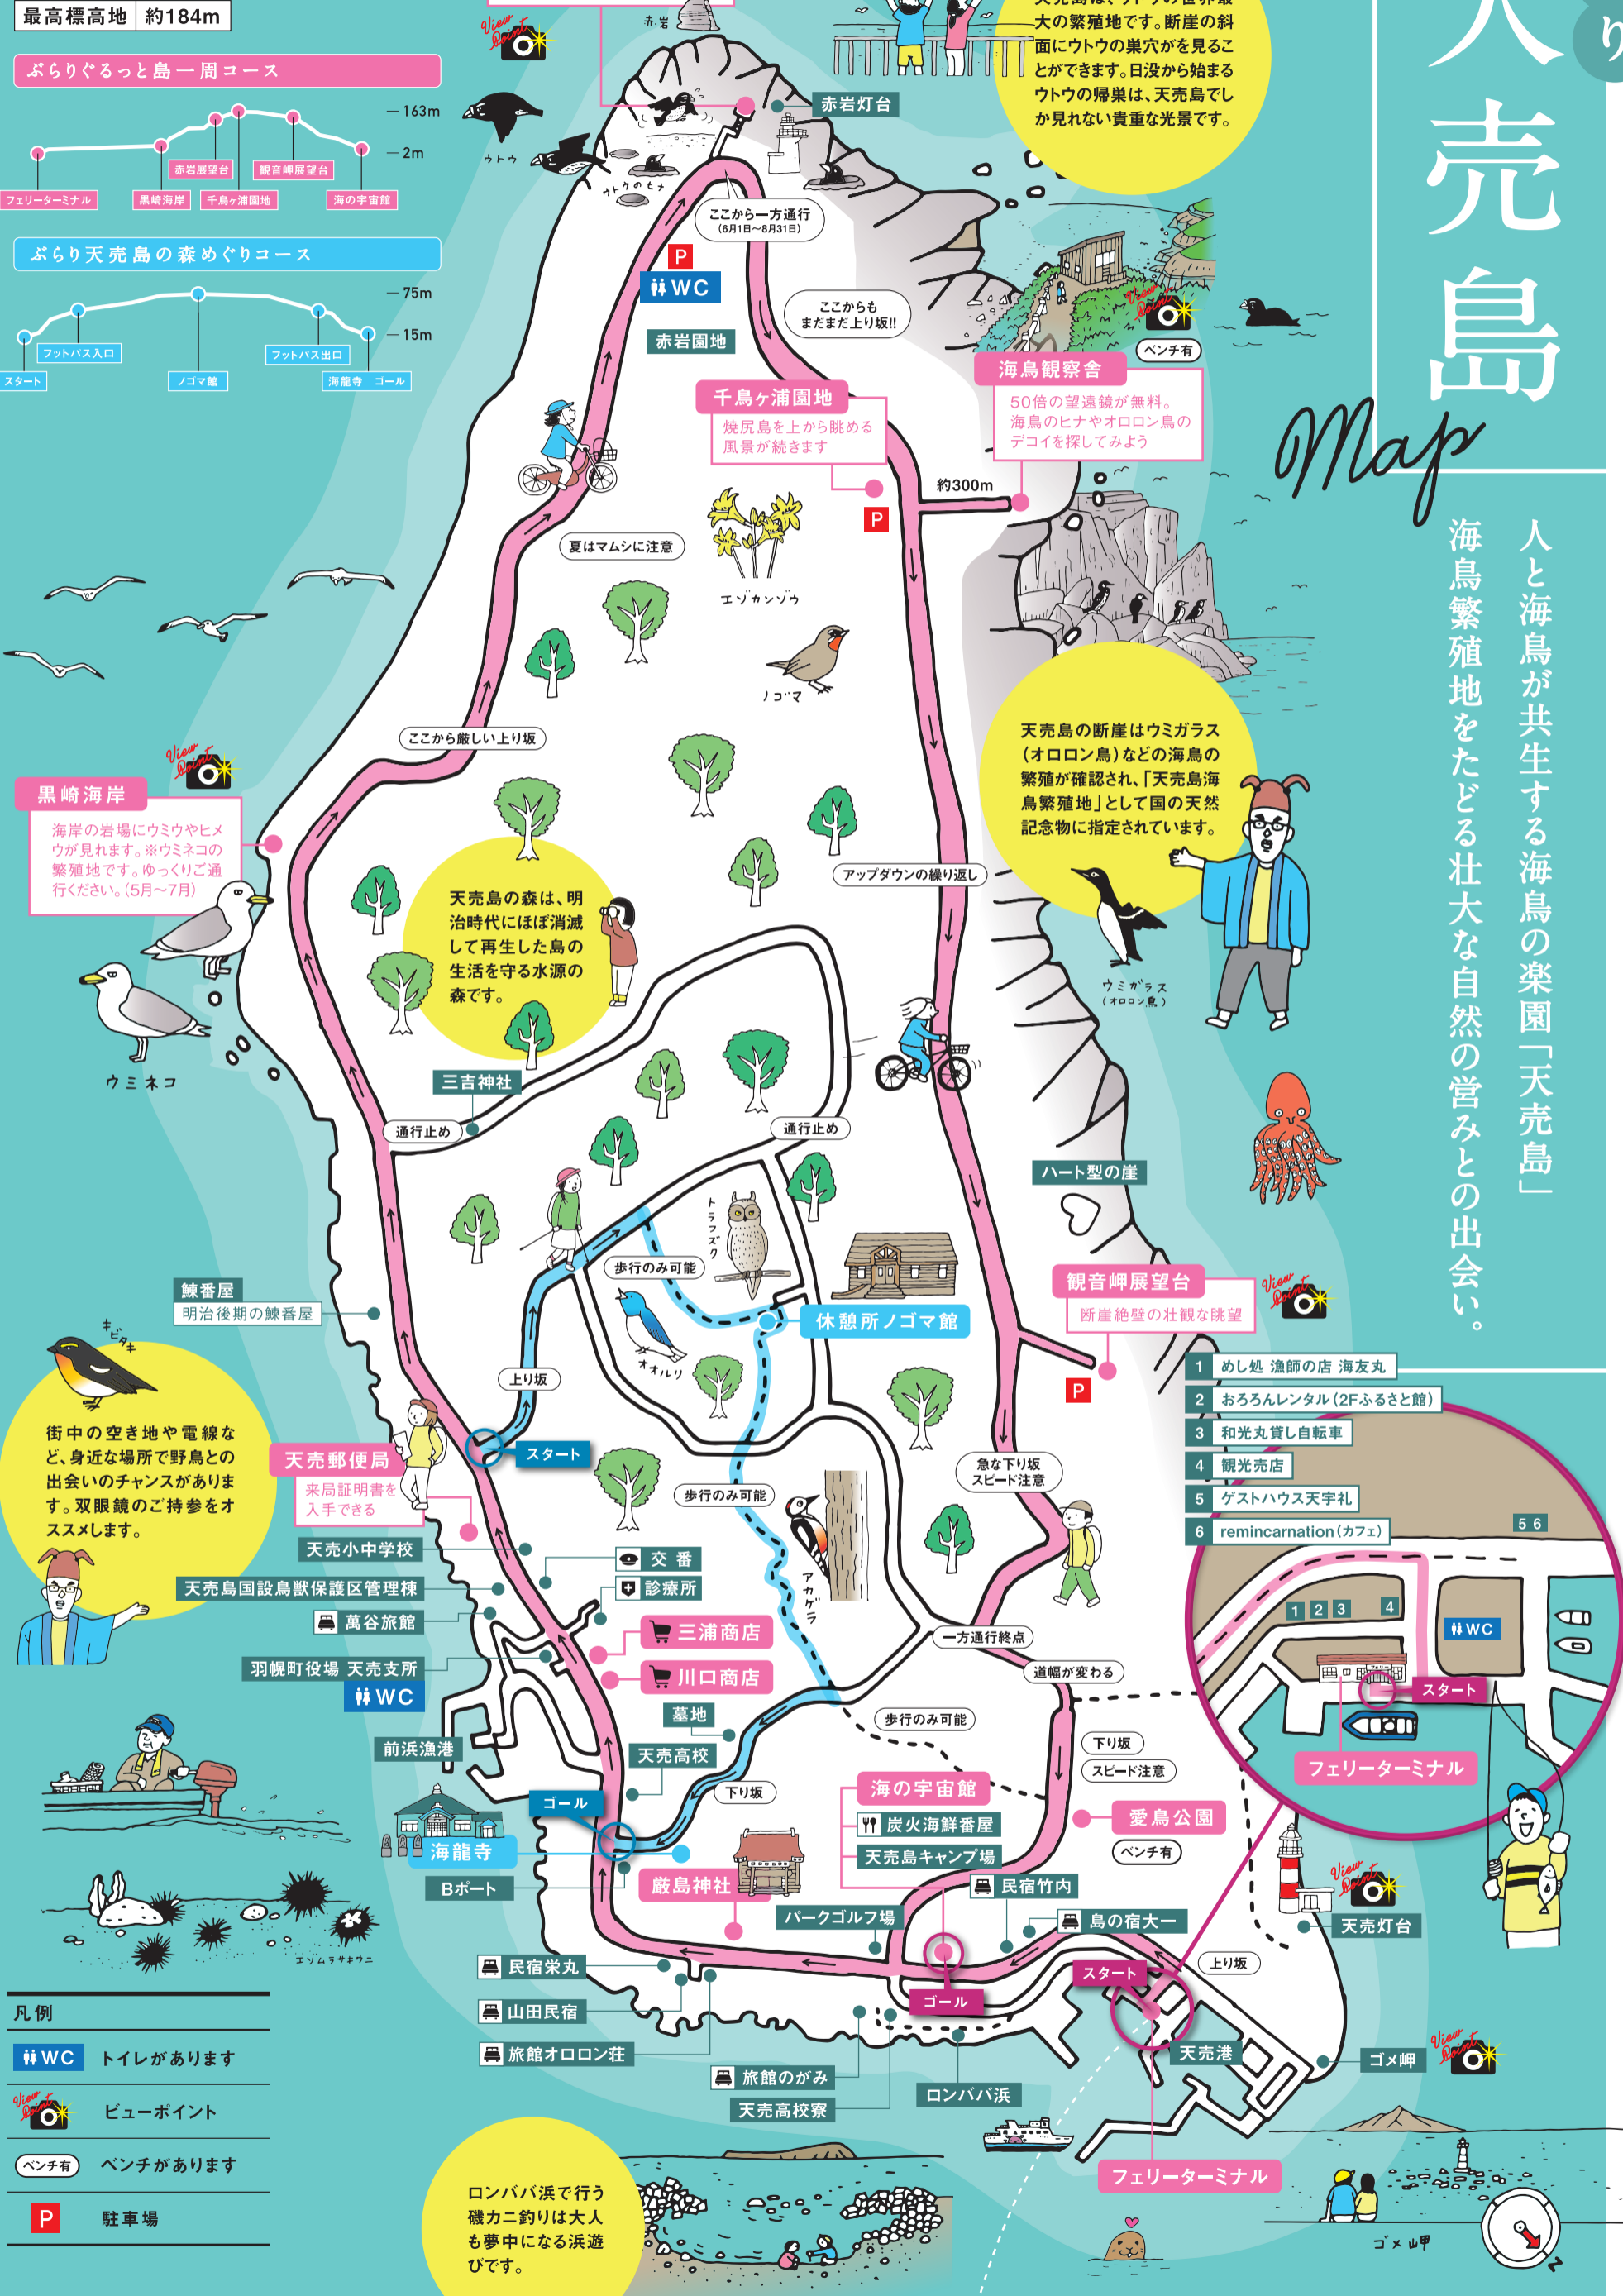 最高標高地 約184m
ぶらりぐるっと島一周コース
163m
2m
フェリーターミナル
黒崎海岸
赤岩展望台
千鳥ヶ浦園地
観音岬展望台
海の宇宙館
ぶらり天売島の森めぐりコース
75m
15m
スタート
フットパス入口
ノゴマ館
フットパス出口
海龍寺 ゴール
View Point
赤岩
大の繁殖地です。断崖の斜
面にウトウの巣穴がを見るこ
とができます。日没から始まる
ウトウの帰巣は、天売島でし
か見れない貴重な光景です。
り
天売島
Map
人と海鳥が共生する海鳥の楽園「天売島」
海鳥繁殖地をたどる壮大な自然の営みとの出会い。
赤岩灯台
ウトウ
ウトウのヒナ
ここから一方通行
(6月1日〜8月31日)
P
WC
赤岩園地
ここからも
まだまだ上り坂!!
View Point
ベンチ有
海鳥観察舎
50倍の望遠鏡が無料。
海鳥のヒナやオロロン鳥の
デコイを探してみよう
千鳥ヶ浦園地
焼尻島を上から眺める
風景が続きます
約300m
P
夏はマムシに注意
エゾカンゾウ
ノゴマ
ここから厳しい上り坂
View Point
黒崎海岸
海岸の岩場にウミウやヒメ
ウが見れます。※ウミネコの
繁殖地です。ゆっくりご通
行ください。(5月〜7月)
ウミネコ
天売島の断崖はウミガラス
(オロロン鳥)などの海鳥の
繁殖が確認され、「天売島海
鳥繁殖地」として国の天然
記念物に指定されています。
ウミガラス
(オロロン鳥)
アップダウンの繰り返し
天売島の森は、明
治時代にほぼ消滅
して再生した島の
生活を守る水源の
森です。
三吉神社
通行止め
通行止め
ハート型の崖
トラフズク
歩行のみ可能
オオルリ
休憩所ノゴマ館
観音岬展望台
断崖絶壁の壮観な眺望
View Point
P
鰊番屋
明治後期の鰊番屋
キビタキ
街中の空き地や電線な
ど、身近な場所で野鳥との
出会いのチャンスがありま
す。双眼鏡のご持参をオ
ススメします。
上り坂
スタート
天売郵便局
来局証明書を
入手できる
歩行のみ可能
アカゲラ
急な下り坂
スピード注意
1 めし処 漁師の店 海友丸
2 おろろんレンタル(2Fふるさと館)
3 和光丸貸し自転車
4 観光売店
5 ゲストハウス天宇礼
6 remincarnation(カフェ)
5 6
1 2 3 4
WC
スタート
フェリーターミナル
天売小中学校
天売島国設鳥獣保護区管理棟
萬谷旅館
羽幌町役場 天売支所
WC
交番
診療所
三浦商店
川口商店
墓地
天売高校
前浜漁港
一方通行終点
道幅が変わる
歩行のみ可能
下り坂
スピード注意
下り坂
ゴール
海龍寺
Bポート
厳島神社
海の宇宙館
炭火海鮮番屋
天売島キャンプ場
愛鳥公園
ベンチ有
民宿竹内
パークゴルフ場
島の宿大一
View Point
天売灯台
上り坂
スタート
ゴール
エゾムラサキウニ
民宿栄丸
山田民宿
旅館オロロン荘
旅館のがみ
天売高校寮
ロンババ浜
天売港
ゴメ岬
View Point
フェリーターミナル
凡例
WC トイレがあります
View Point ビューポイント
ベンチ有 ベンチがあります
P 駐車場
ロンババ浜で行う
磯カニ釣りは大人
も夢中になる浜遊
びです。
ゴメ岬
N